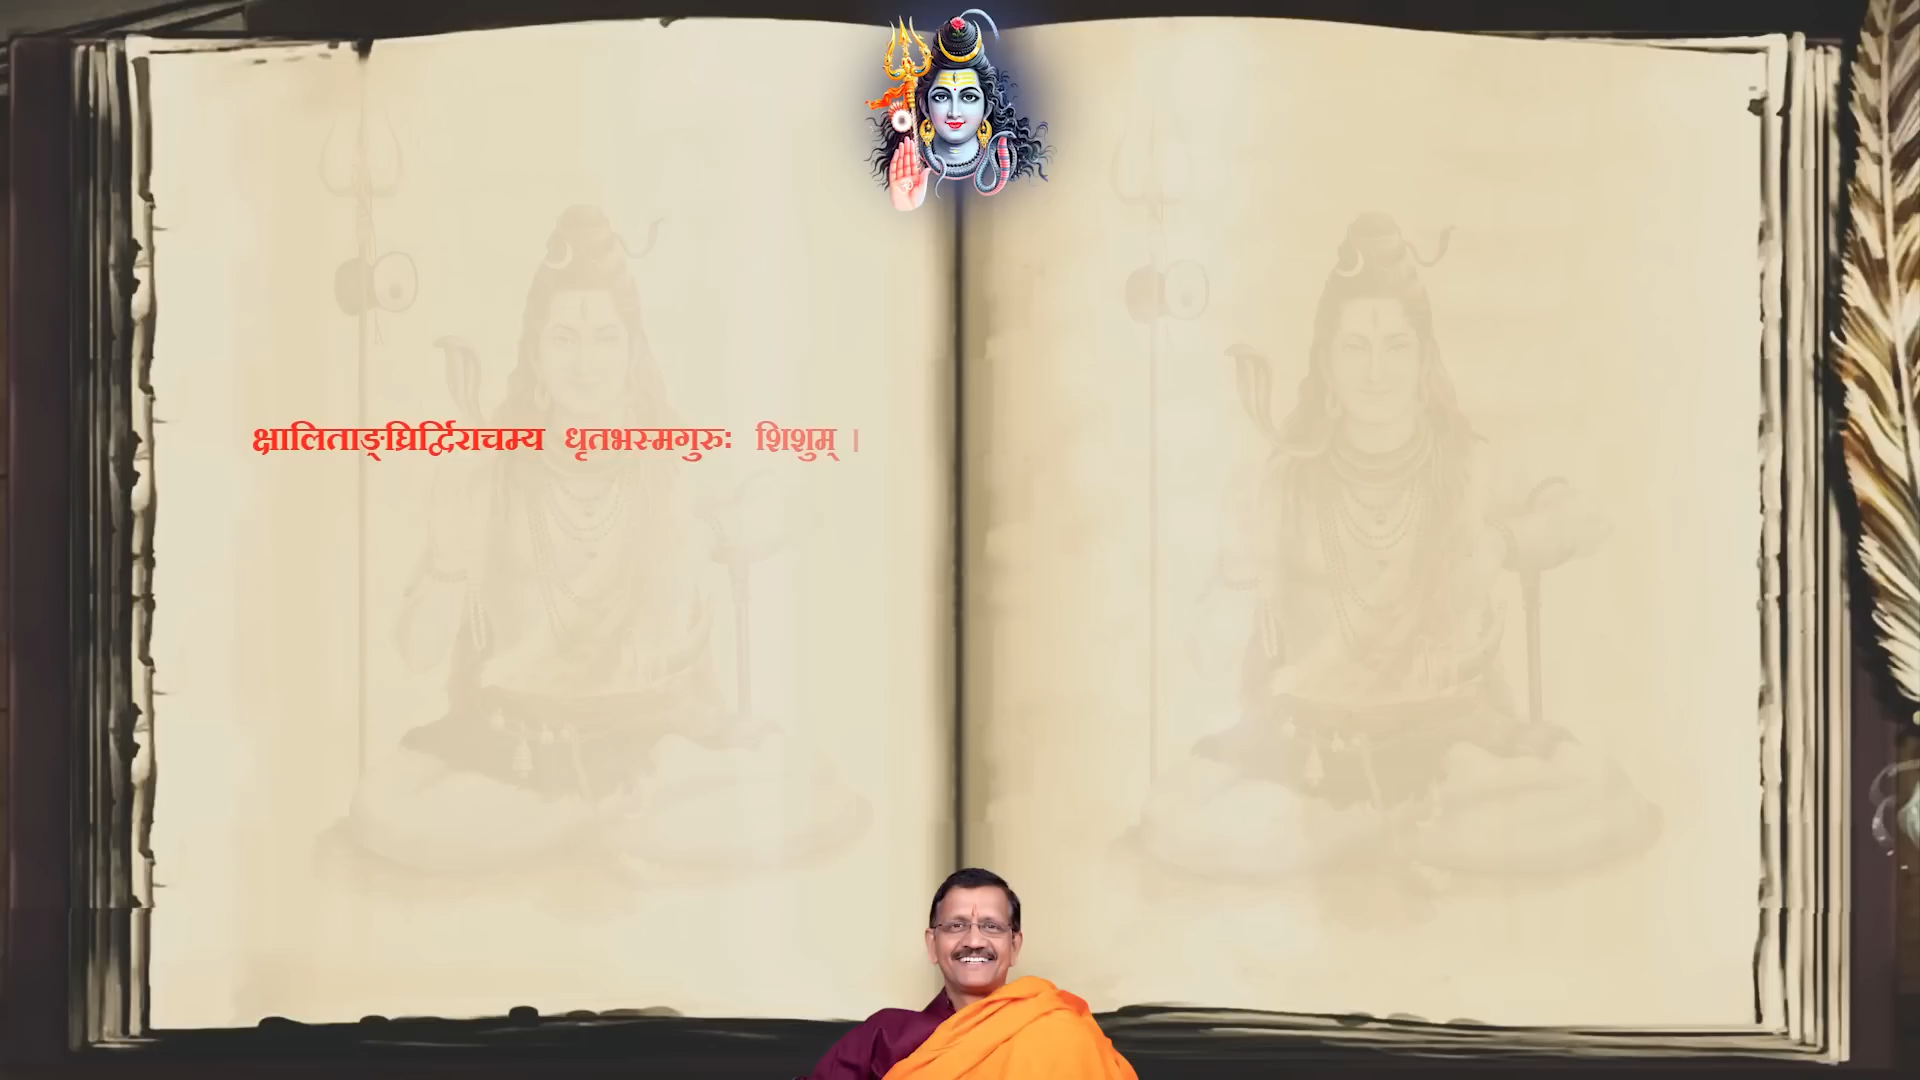 क्षालिताङ्घ्रिर्द्विराचम्य धृतभस्मगुरुः शिशुम् ।